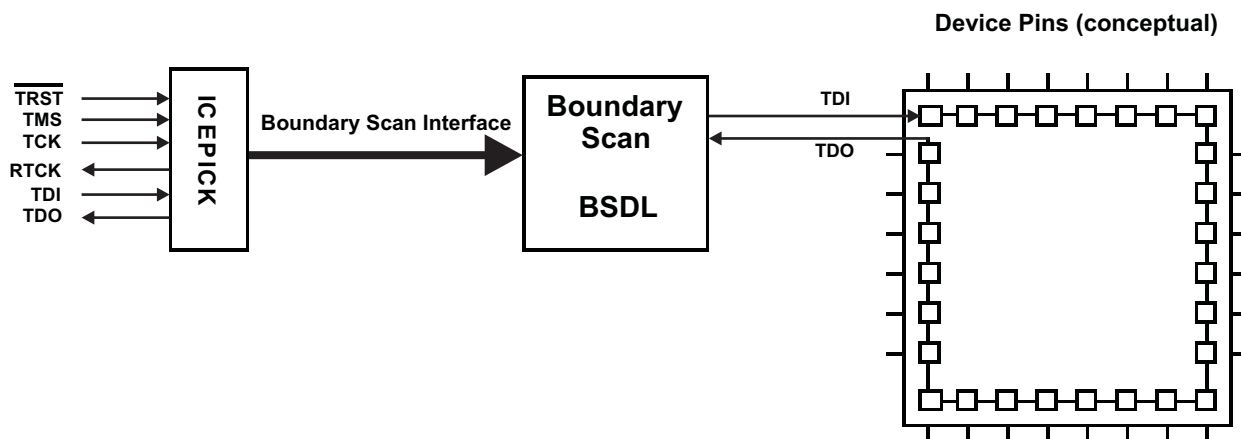 Device Pins (conceptual)
TRST
TMS
TCK
RTCK
TDI
TDO
ICEPICK
Boundary Scan Interface
Boundary
Scan
BSDL
TDI
TDO